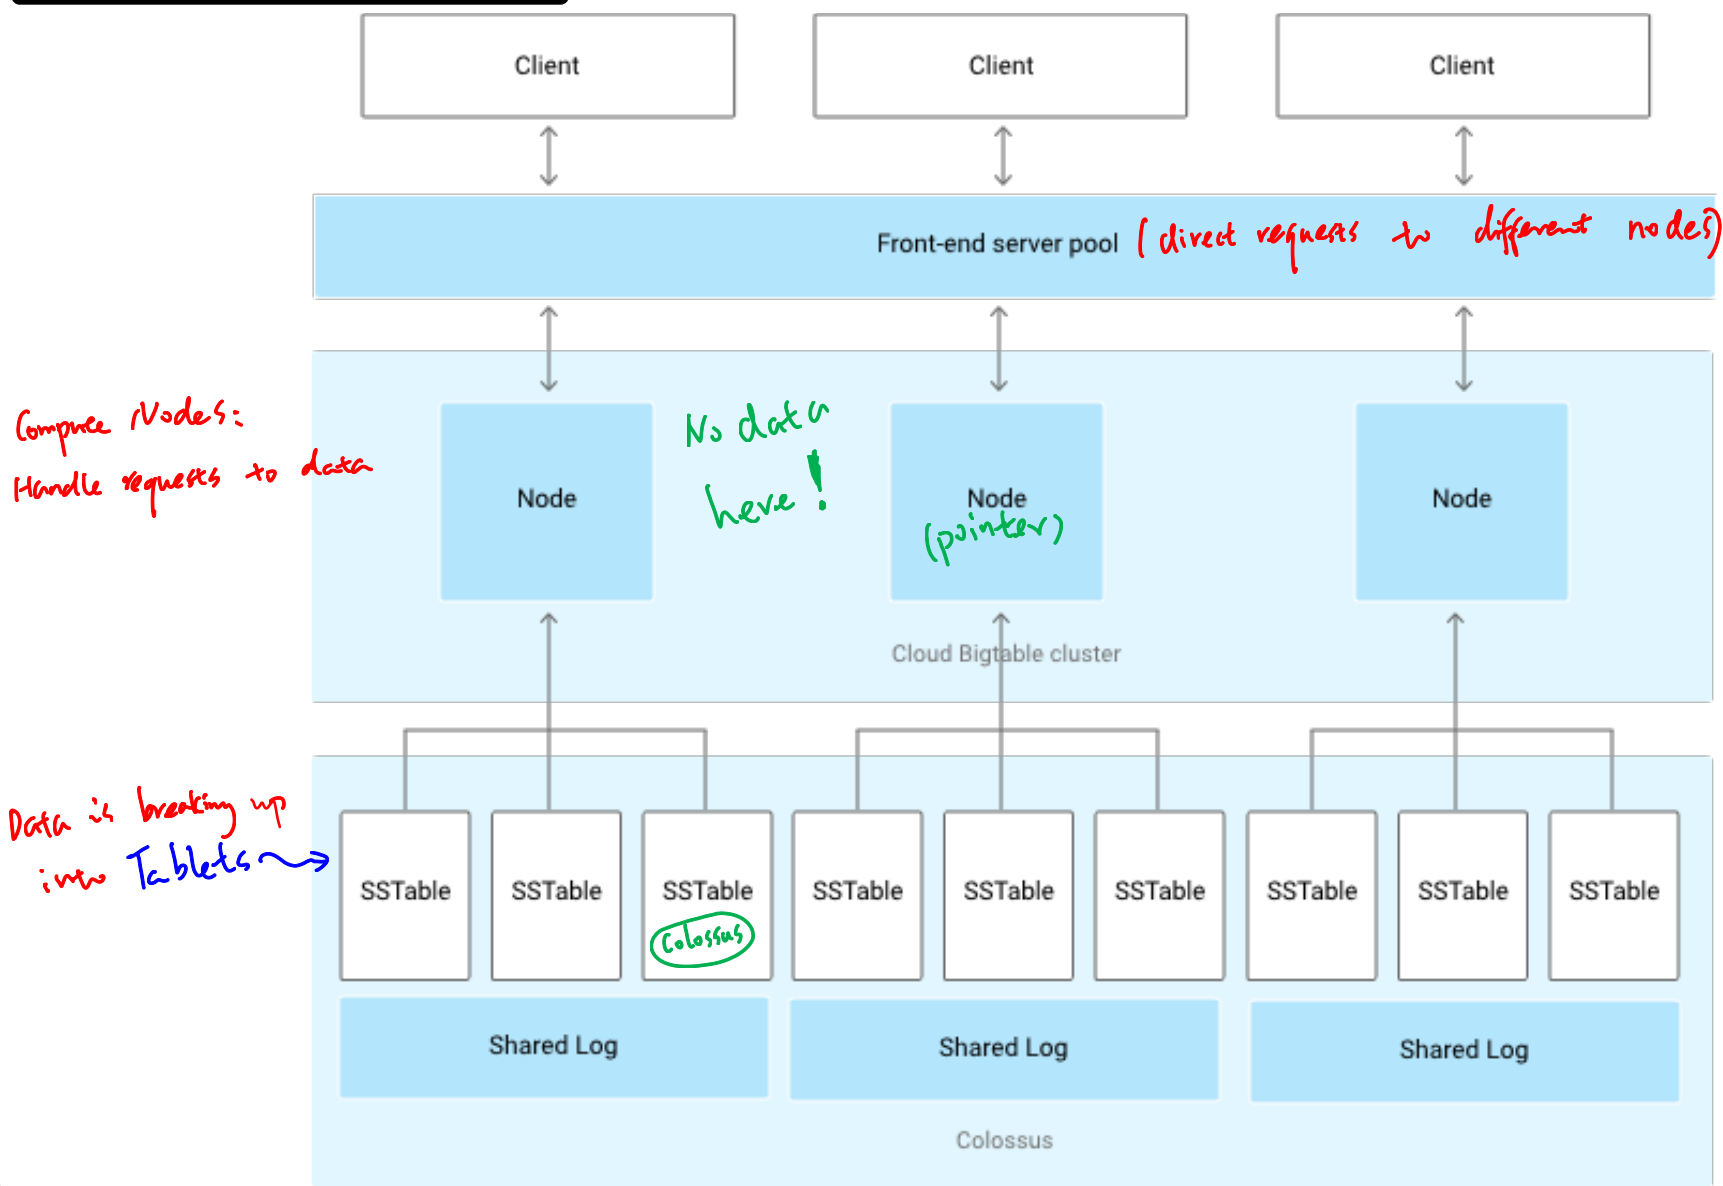 Client
Client
Client
Front-end server pool (direct requests to different nodes)
Compute Nodes:
Handle requests to data
No data
here!
Node
Node
(pointer)
Node
Cloud Bigtable cluster
Data is breaking up
into Tablets
SSTable
SSTable
SSTable
Colossus
SSTable
SSTable
SSTable
SSTable
SSTable
SSTable
Shared Log
Shared Log
Shared Log
Colossus